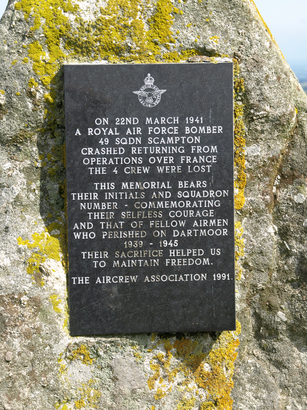 ON 22ND MARCH 1941
A ROYAL AIR FORCE BOMBER
49 SQDN SCAMPTON
CRASHED RETURNING FROM
OPERATIONS OVER FRANCE
THE 4 CREW WERE LOST
THIS MEMORIAL BEARS
THEIR INITIALS AND SQUADRON
NUMBER - COMMEMORATING
THEIR SELFLESS COURAGE
AND THAT OF FELLOW AIRMEN
WHO PERISHED ON DARTMOOR
1939 - 1945
THEIR SACRIFICE HELPED US
TO MAINTAIN FREEDOM.
THE AIRCREW ASSOCIATION 1991.